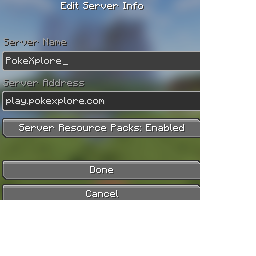 Edit Server Info
Server Name
PokeXplore_
Server Address
play.pokexplore.com
Server Resource Packs: Enabled
Done
Cancel